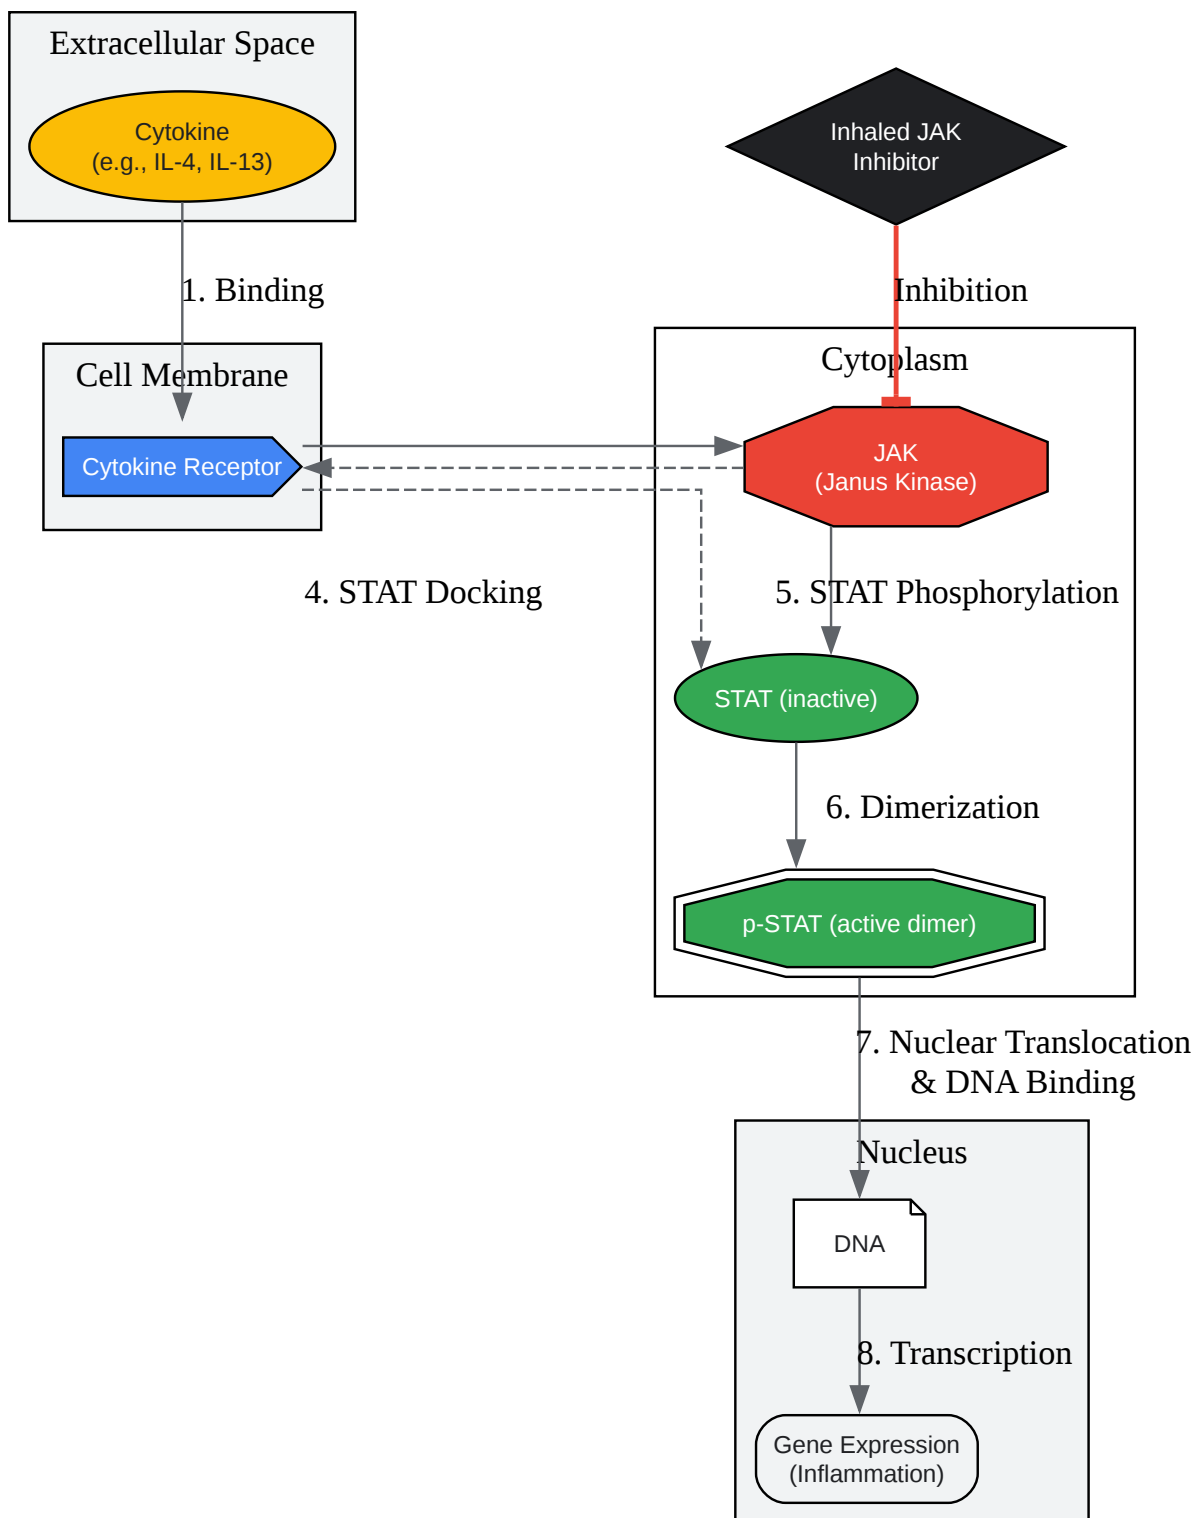 Extracellular Space
Cytokine
(e.g., IL-4, IL-13)
Inhaled JAK
Inhibitor
1. Binding
Inhibition
Cell Membrane
Cytoplasm
Cytokine Receptor
JAK
(Janus Kinase)
4. STAT Docking
5. STAT Phosphorylation
STAT (inactive)
6. Dimerization
p-STAT (active dimer)
7. Nuclear Translocation
& DNA Binding
Nucleus
DNA
8. Transcription
Gene Expression
(Inflammation)